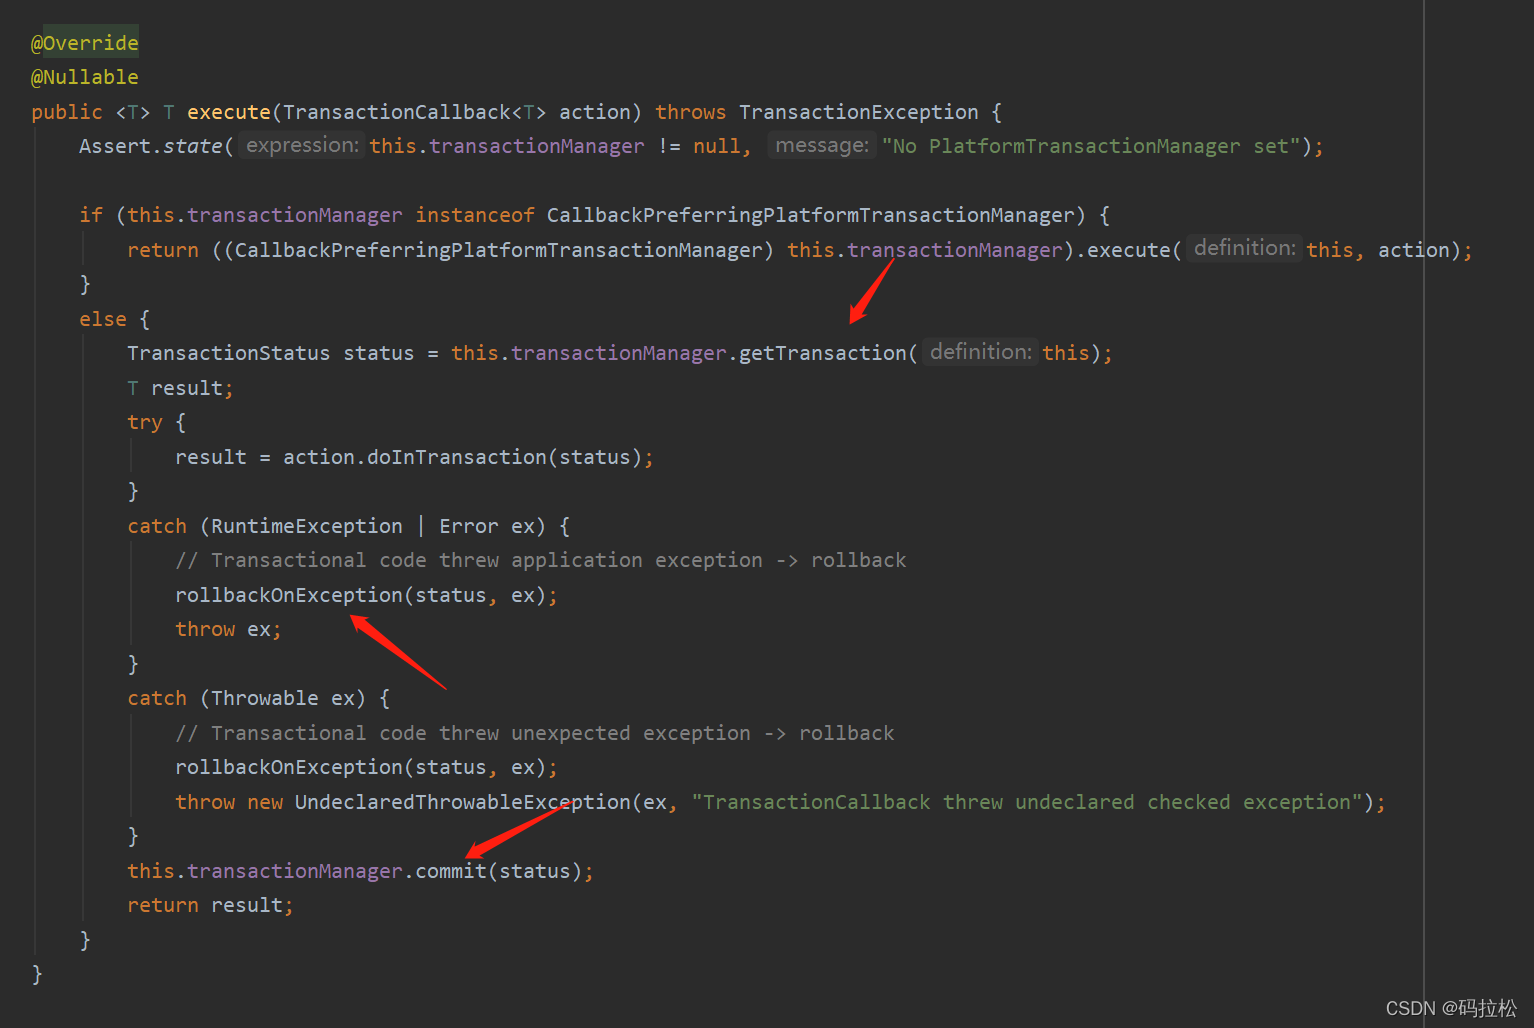 @Override
@Nullable
public <T> T execute(TransactionCallback<T> action) throws TransactionException {
Assert.state( expression: this.transactionManager != null, message: "No PlatformTransactionManager set");
if (this.transactionManager instanceof CallbackPreferringPlatformTransactionManager) {
return ((CallbackPreferringPlatformTransactionManager) this.transactionManager).execute( definition: this, action);
}
else {
TransactionStatus status = this.transactionManager.getTransaction( definition: this);
T result;
try {
result = action.doInTransaction(status);
}
catch (RuntimeException | Error ex) {
// Transactional code threw application exception -> rollback
rollbackOnException(status, ex);
throw ex;
}
catch (Throwable ex) {
// Transactional code threw unexpected exception -> rollback
rollbackOnException(status, ex);
throw new UndeclaredThrowableException(ex, "TransactionCallback threw undeclared checked exception");
}
this.transactionManager.commit(status);
return result;
}
}
CSDN @码拉松